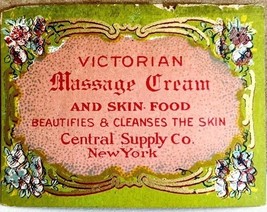 VICTORIAN
Massage Cream
AND SKIN FOOD
BEAUTIFIES & CLEANSES THE SKIN
Central Supply Co.
New York